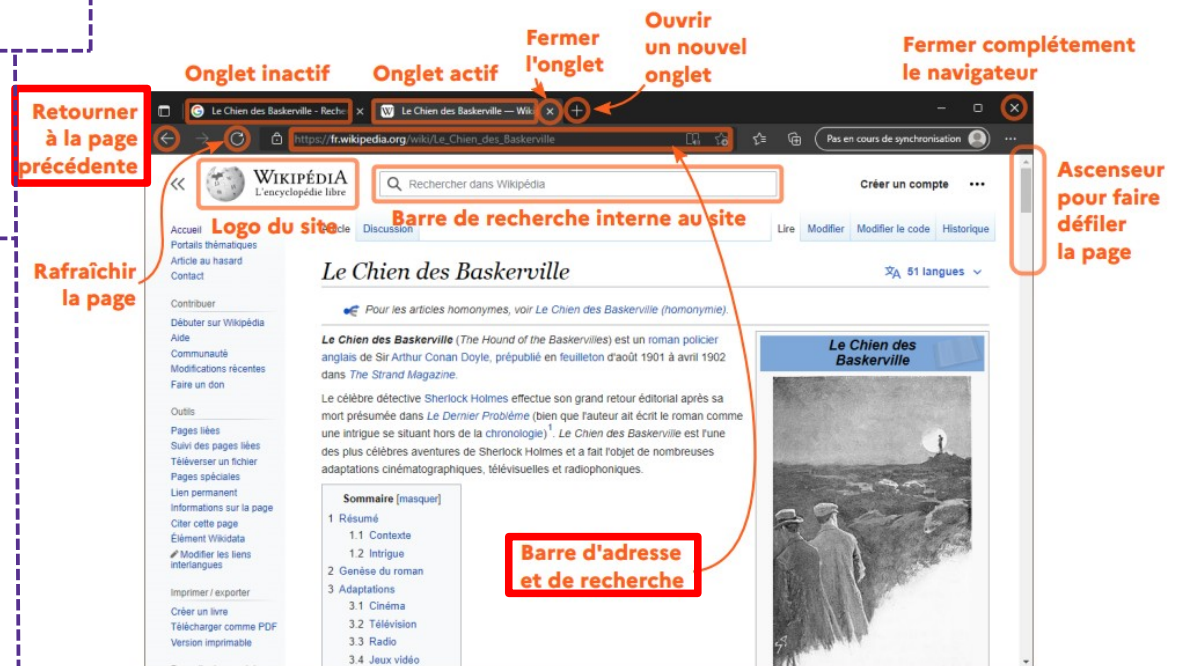 Ouvrir
un nouvel
onglet
Fermer
l'onglet
Fermer complétement
le navigateur
Onglet inactif
Onglet actif
Retourner
à la page
précédente
Le Chien des Baskerville - Reche
W Le Chien des Baskerville — Wiki
https://fr.wikipedia.org/wiki/Le_Chien_des_Baskerville
Pas en cours de synchronisation
WIKIPÉDIA
L'encyclopédie libre
Rechercher dans Wikipédia
Créer un compte
Ascenseur
pour faire
défiler
la page
Logo du site
Barre de recherche interne au site
Discussion
Lire Modifier Modifier le code Historique
Rafraîchir
la page
Accueil
Portails thématiques
Article au hasard
Contact
Contribuer
Débuter sur Wikipédia
Aide
Communauté
Modifications récentes
Faire un don
Outils
Pages liées
Suivi des pages liées
Téléverser un fichier
Pages spéciales
Lien permanent
Informations sur la page
Citer cette page
Élément Wikidata
Modifier les liens
interlangues
Imprimer / exporter
Créer un livre
Télécharger comme PDF
Version imprimable
Le Chien des Baskerville
51 langues
Pour les articles homonymes, voir Le Chien des Baskerville (homonymie).
Le Chien des Baskerville (The Hound of the Baskervilles) est un roman policier
anglais de Sir Arthur Conan Doyle, prépublié en feuilleton d'août 1901 à avril 1902
dans The Strand Magazine.
Le célèbre détective Sherlock Holmes effectue son grand retour éditorial après sa
mort présumée dans Le Dernier Problème (bien que l'auteur ait écrit le roman comme
une intrigue se situant hors de la chronologie)1. Le Chien des Baskerville est l'une
des plus célèbres aventures de Sherlock Holmes et a fait l'objet de nombreuses
adaptations cinématographiques, télévisuelles et radiophoniques.
Sommaire [masquer]
1 Résumé
1.1 Contexte
1.2 Intrigue
2 Genèse du roman
3 Adaptations
3.1 Cinéma
3.2 Télévision
3.3 Radio
3.4 Jeux vidéo
Barre d'adresse
et de recherche
Le Chien des
Baskerville